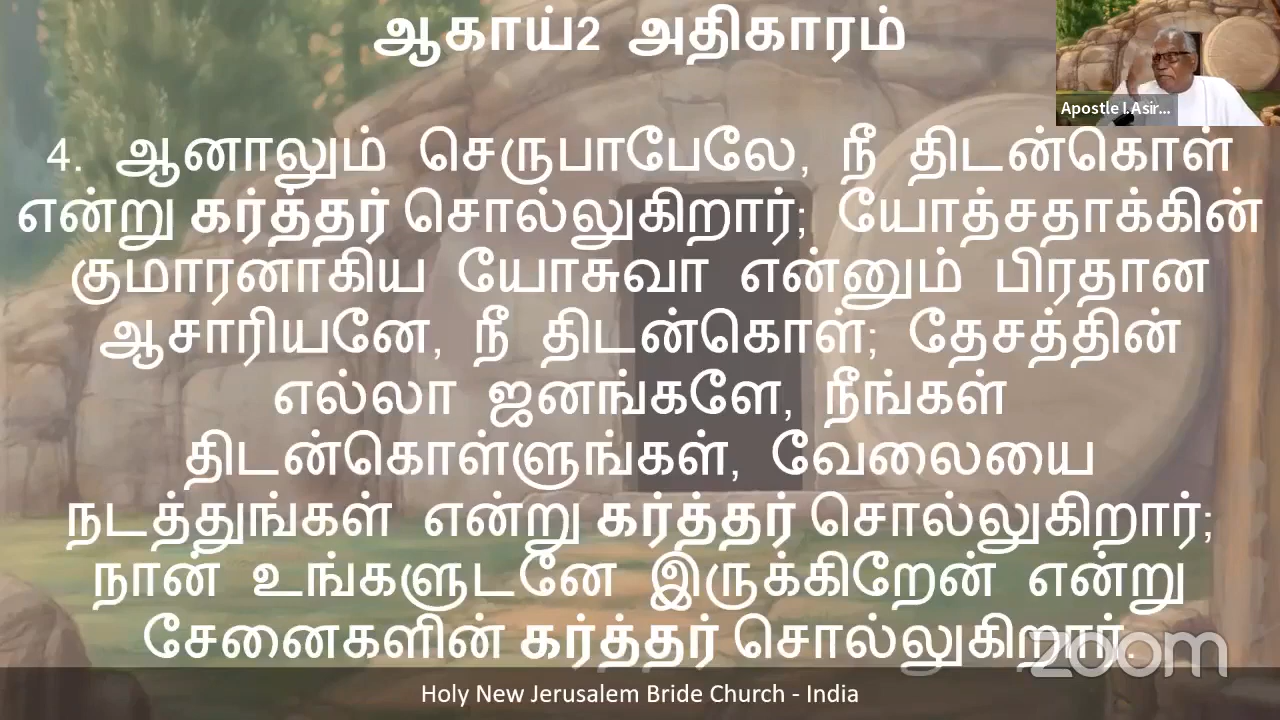 ஆகாய்2 அதிகாரம்
Apostle I.Asir...
4. ஆனாலும் செருபாபேலே, நீ திடன்கொள்
என்று கர்த்தர் சொல்லுகிறார்; யோத்சதாக்கின்
குமாரனாகிய யோசுவா என்னும் பிரதான
ஆசாரியனே, நீ திடன்கொள்; தேசத்தின்
எல்லா ஜனங்களே, நீங்கள்
திடன்கொள்ளுங்கள், வேலையை
நடத்துங்கள் என்று கர்த்தர் சொல்லுகிறார்;
நான் உங்களுடனே இருக்கிறேன் என்று
சேனைகளின் கர்த்தர் சொல்லுகிறார்.
zoom
Holy New Jerusalem Bride Church - India